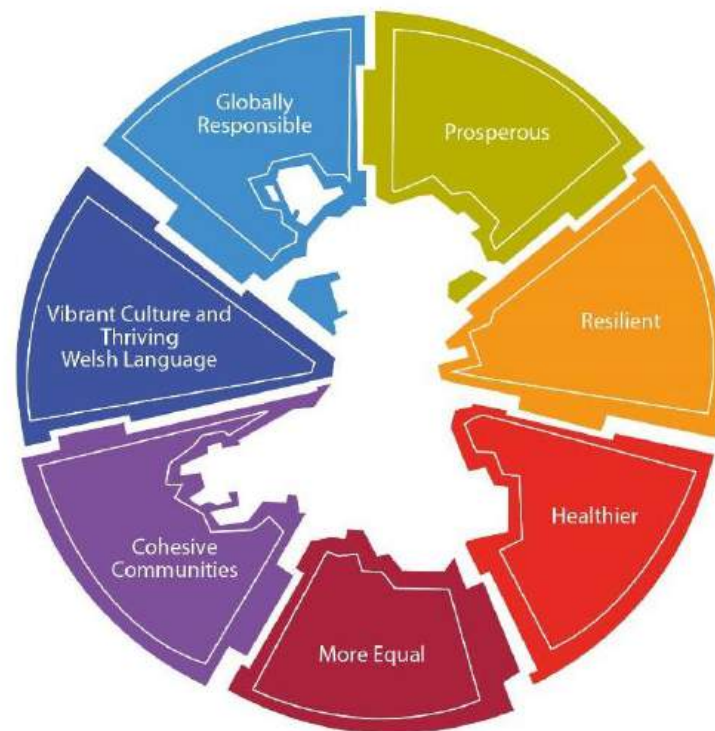 Globally
Responsible
Prosperous
Resilient
Healthier
More Equal
Cohesive
Communities
Vibrant Culture and
Thriving
Welsh Language